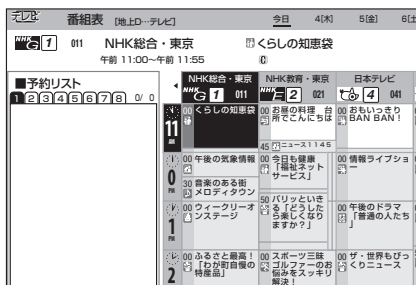 テレビ 番組表 [地上D…テレビ] 今日 4[木] 5[金] 6[土
NHK G 1 011 NHK総合・東京 くらしの知恵袋
午前 11:00~午前 11:55
■予約リスト
1 2 3 4 5 6 7 8 0/ 0
NHK総合・東京 NHK教育・東京 日本テレビ
NHK G 1 011 NHK E 2 021 4 041
11 AM
00 くらしの知恵袋
00 お昼の料理 台
所でこんにちは
45 ニュース1145
00 おもいっきり
BAN BAN!
0 PM
00 午後の気象情報
30 音楽のある街
メロディタウン
00 今日も健康
「福祉ネット
サービス」
50 バリッといき
る「どうした
ら楽しくなり
ますか?」
00 情報ライブショ
ー
1 PM
00 ウィークリーオ
ンステージ
00 午後のドラマ
「普通の人たち
」
2
00 ふるさと最高!
「わが町自慢の
特産品」
00 スポーツ三昧
ゴルファーのお
悩みをスッキリ
解決!
00 ザ・世界もびっ
くりニュース